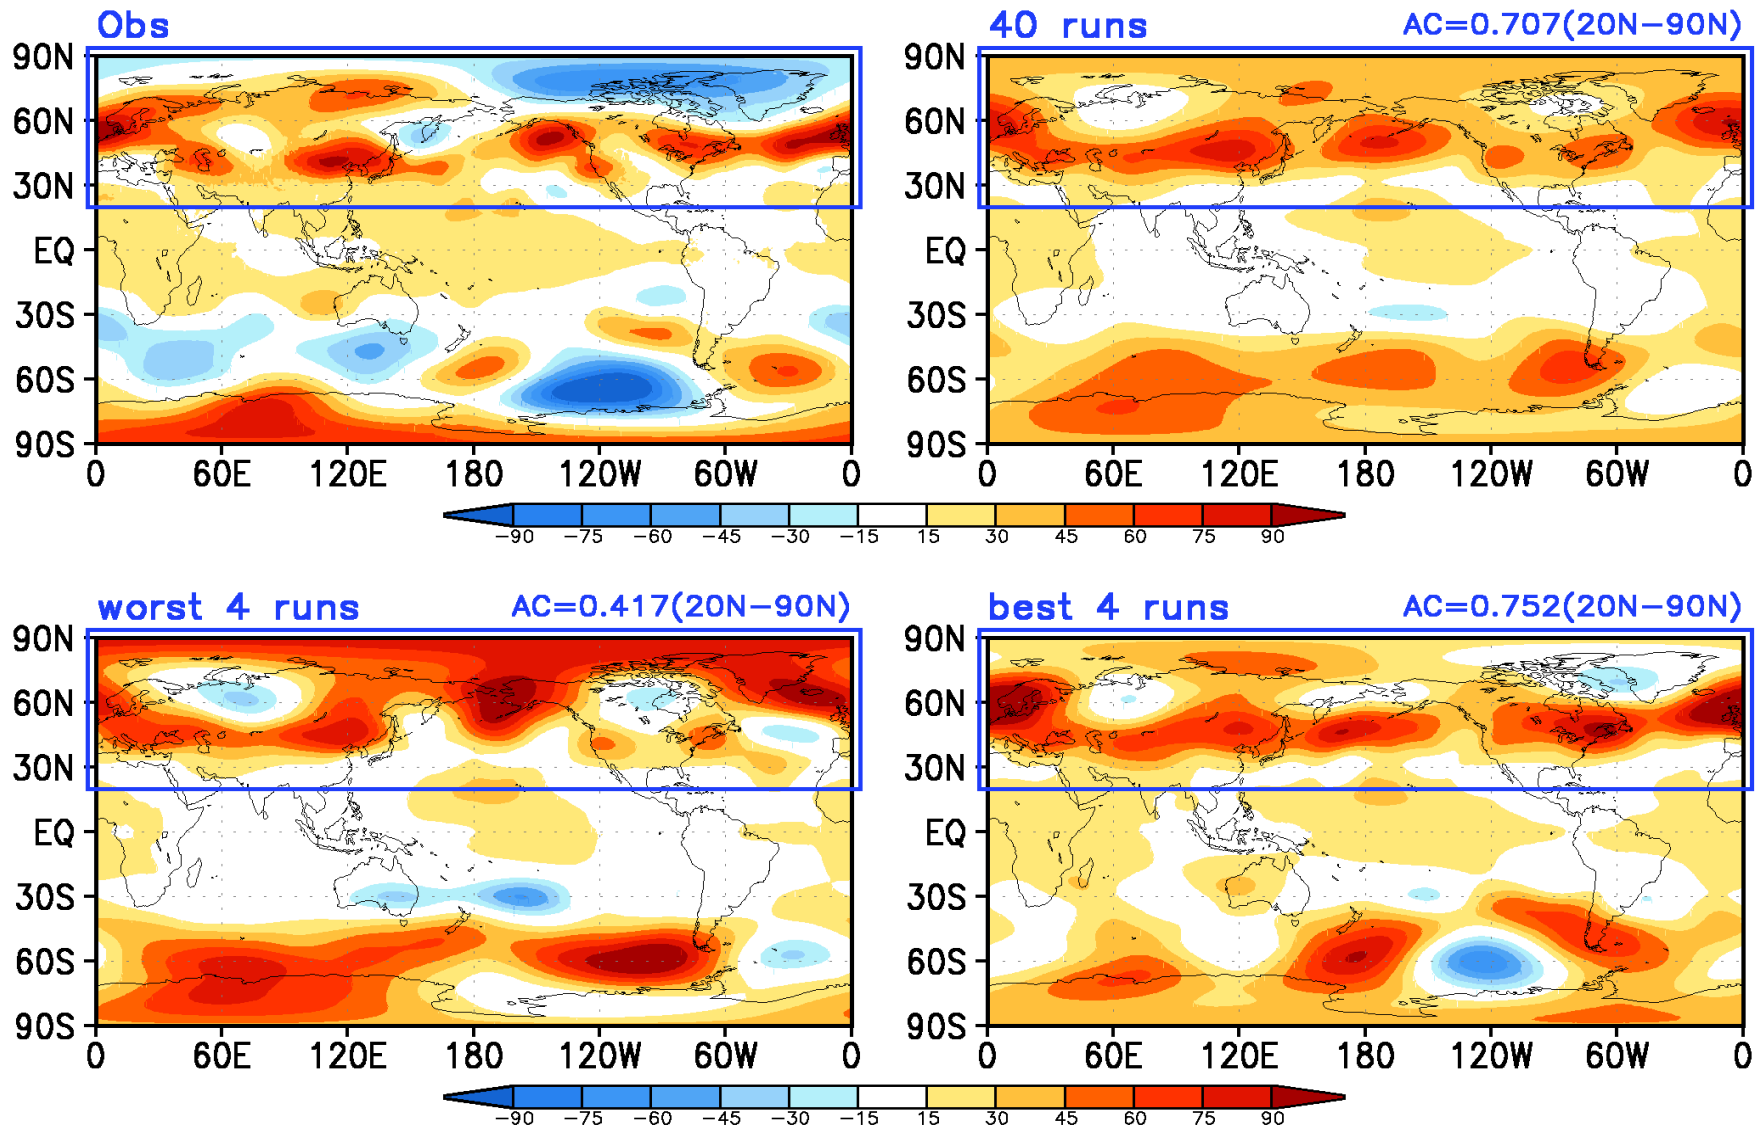 Obs
40 runs AC=0.707(20N−90N)
90N 90N
60N 60N
30N 30N
EQ EQ
30S 30S
60S 60S
90S 90S
0 60E 120E 180 120W 60W 0 0 60E 120E 180 120W 60W 0
−90 −75 −60 −45 −30 −15 15 30 45 60 75 90
worst 4 runs AC=0.417(20N−90N)
best 4 runs AC=0.752(20N−90N)
90N 90N
60N 60N
30N 30N
EQ EQ
30S 30S
60S 60S
90S 90S
0 60E 120E 180 120W 60W 0 0 60E 120E 180 120W 60W 0
−90 −75 −60 −45 −30 −15 15 30 45 60 75 90